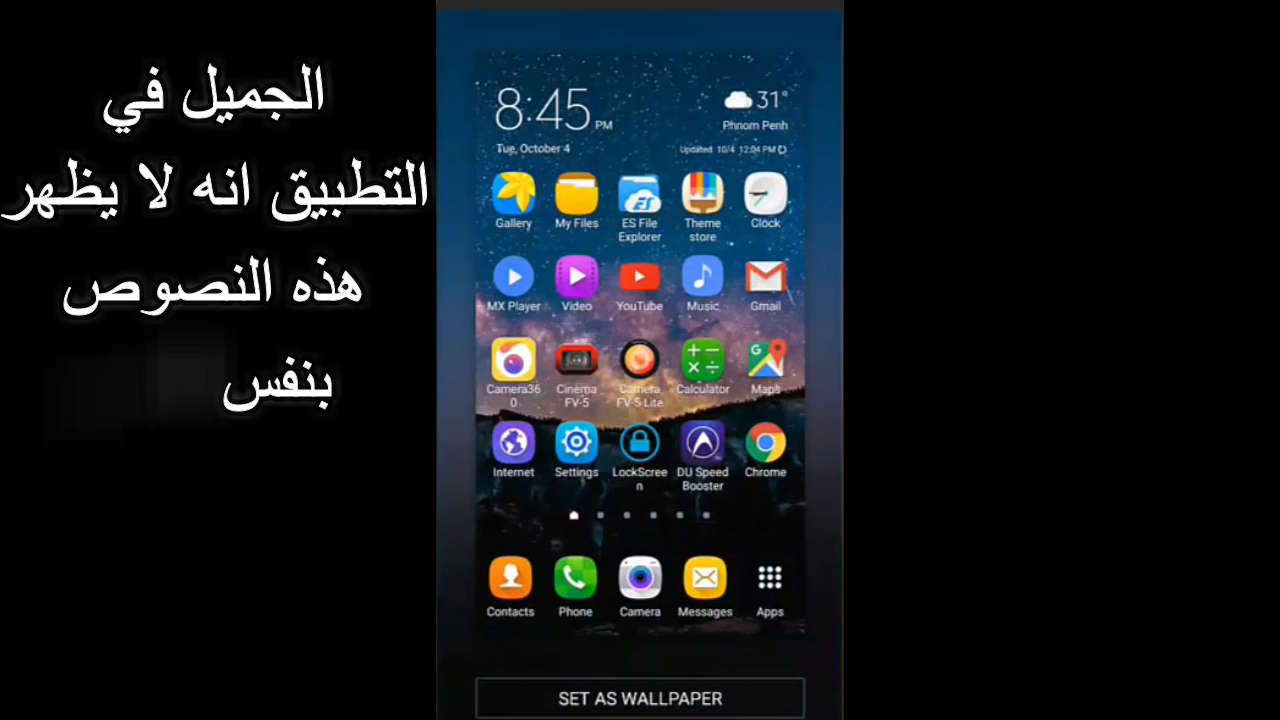 الجميل في
التطبيق انه لا يظهر
هذه النصوص
بنفس
8:45 PM
31°
Phnom Penh
Tue, October 4
Updated 10/4 12:04 PM
Gallery
My Files
ES File
Explorer
Theme
store
Clock
MX Player
Video
YouTube
Music
Gmail
Camera36
0
Cinema
FV-5
Camera
FV-5 Lite
Calculator
Maps
Internet
Settings
LockScree
n
DU Speed
Booster
Chrome
Contacts
Phone
Camera
Messages
Apps
SET AS WALLPAPER